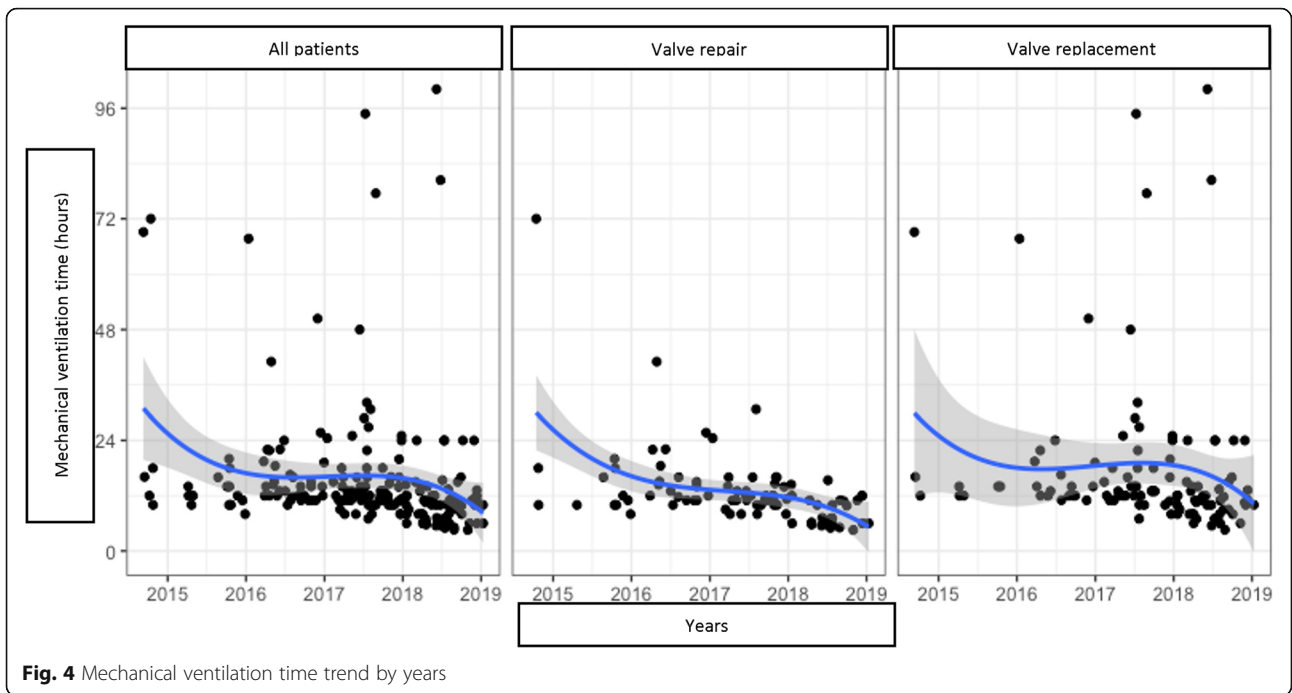 All patients
Valve repair
Valve replacement
Mechanical ventilation time (hours)
96
72
48
24
0
2015 2016 2017 2018 2019
2015 2016 2017 2018 2019
2015 2016 2017 2018 2019
Years
Fig. 4 Mechanical ventilation time trend by years